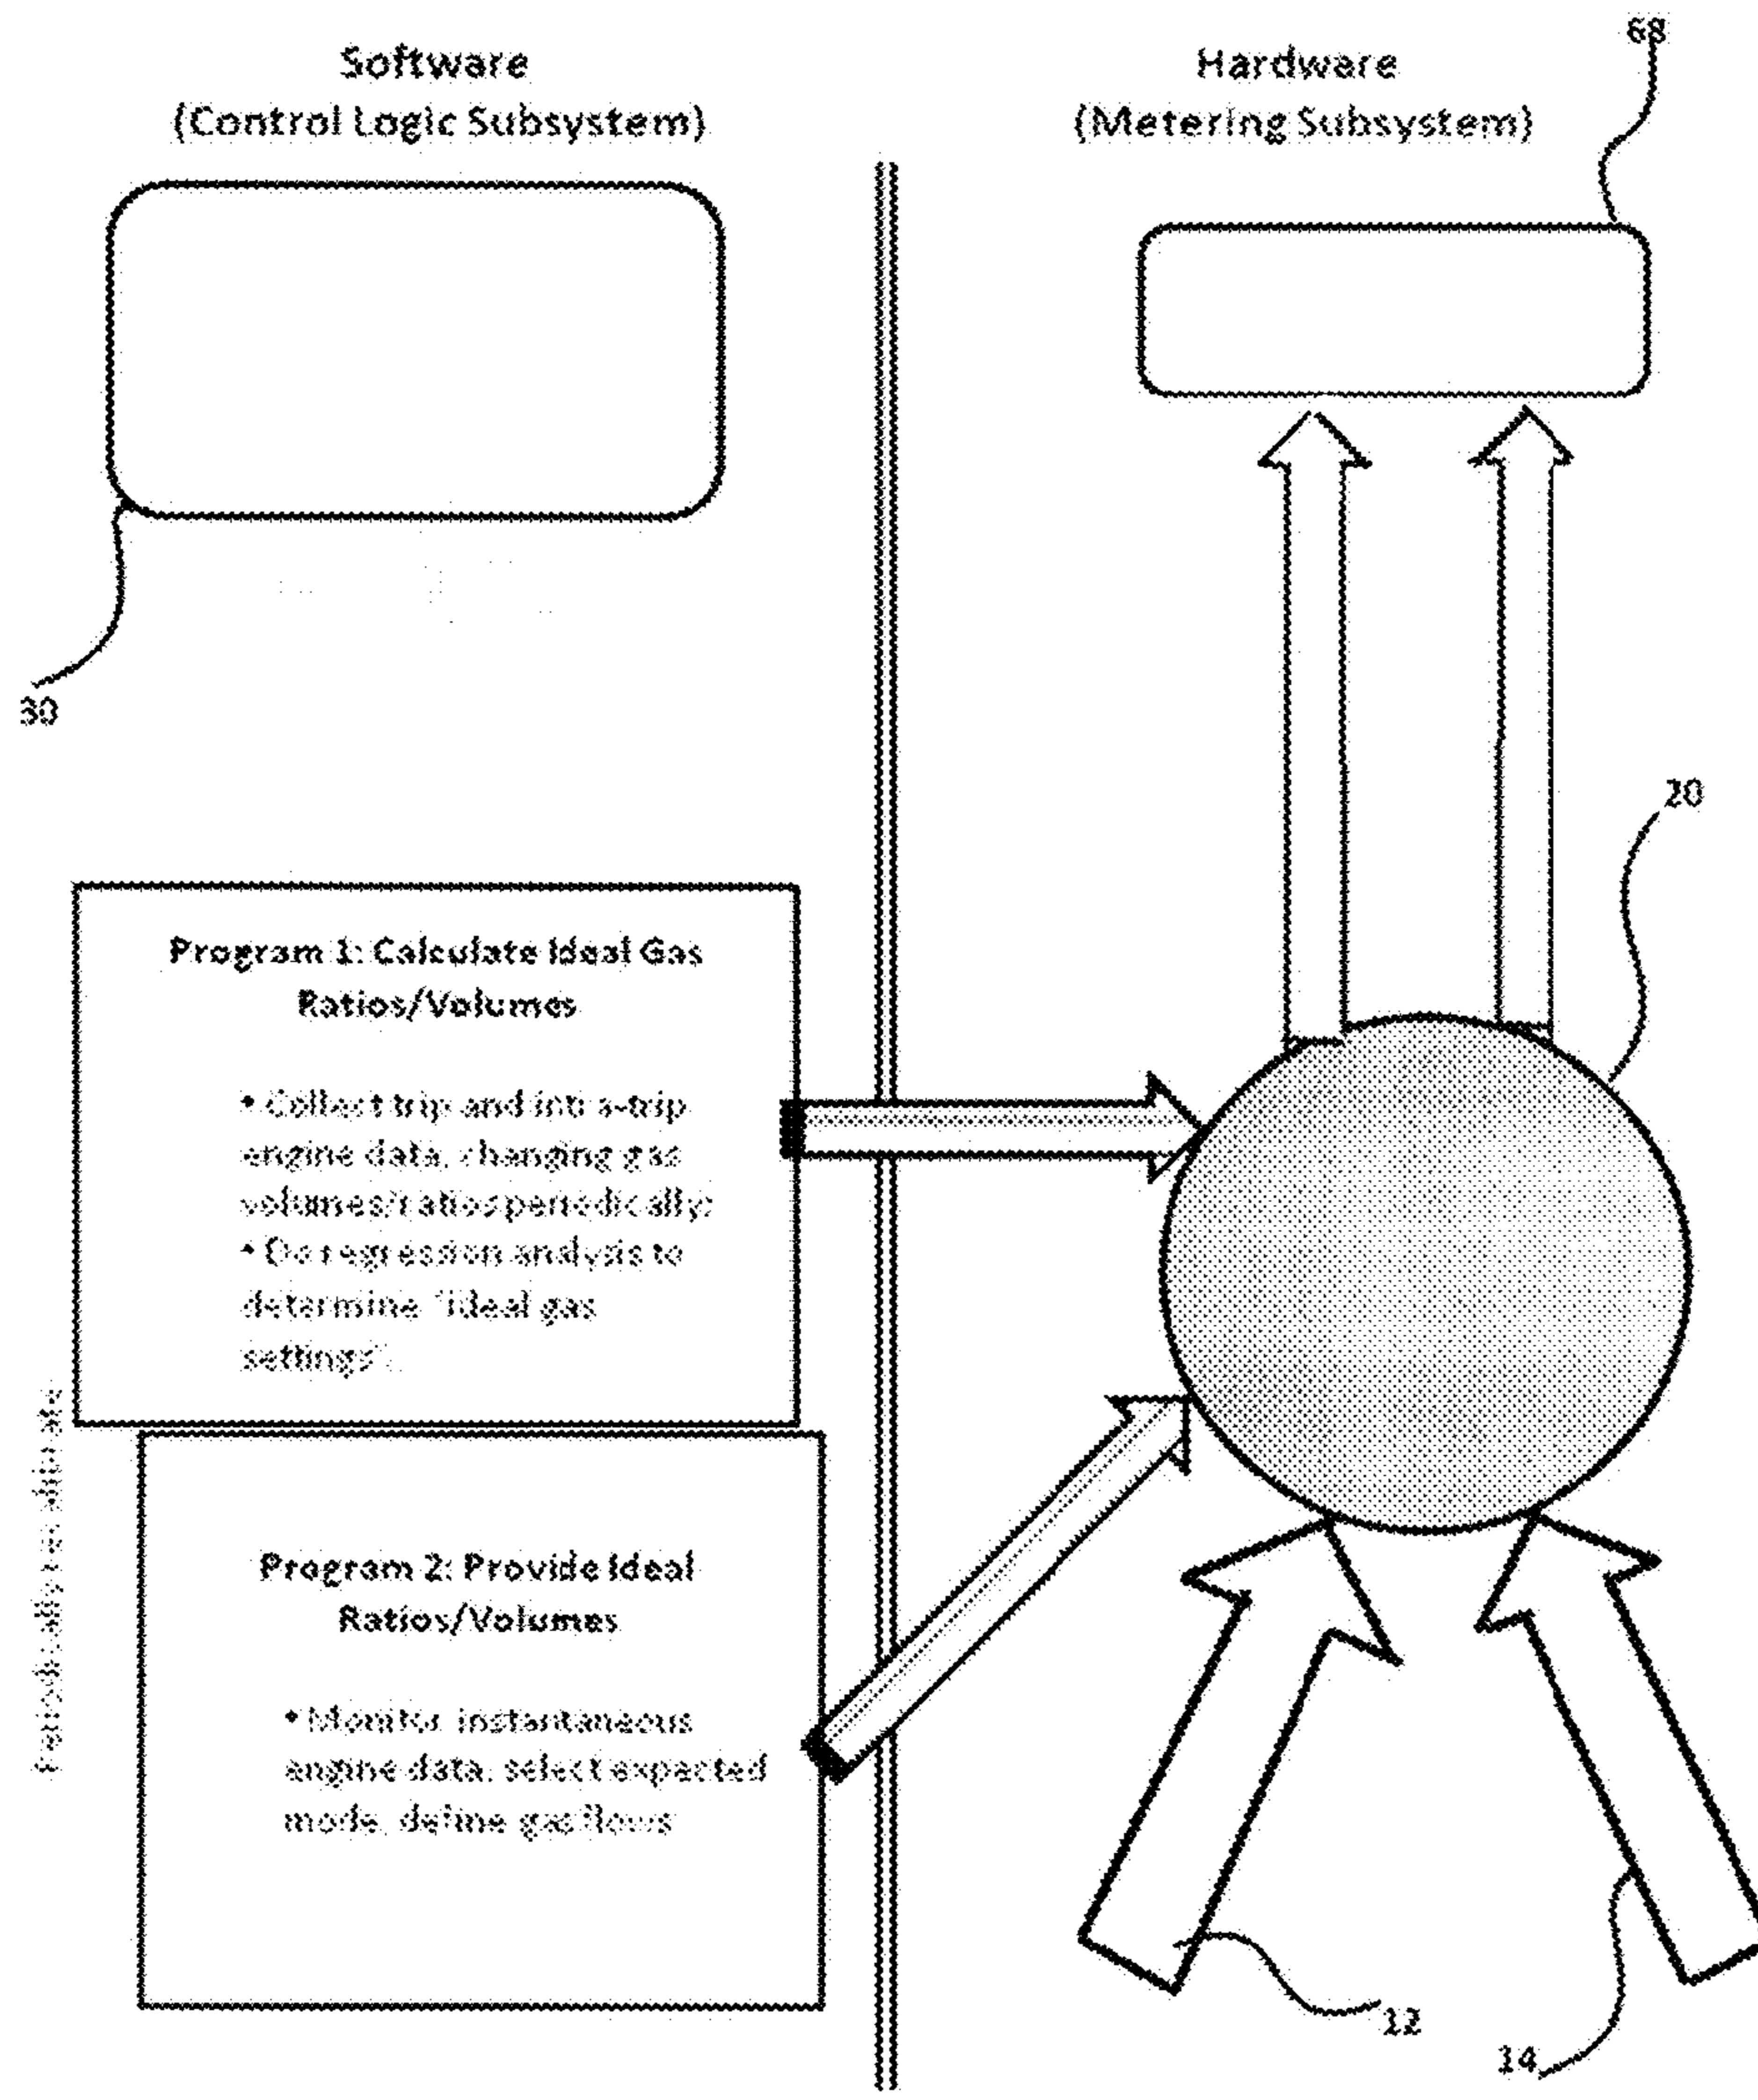 Software
(Control Logic Subsystem)
30
Program 1: Calculate Ideal Gas
Ratios/Volumes
• Collect trip and intra-trip
engine data, changing gas
volumes/ratios periodically;
• Do regression analysis to
determine "ideal gas
settings".
Periodically re-
Program 2: Provide Ideal
Ratios/Volumes
• Monitor instantaneous
engine data, select expected
mode, define gas flows
Hardware
(Metering Subsystem)
68
20
12
14